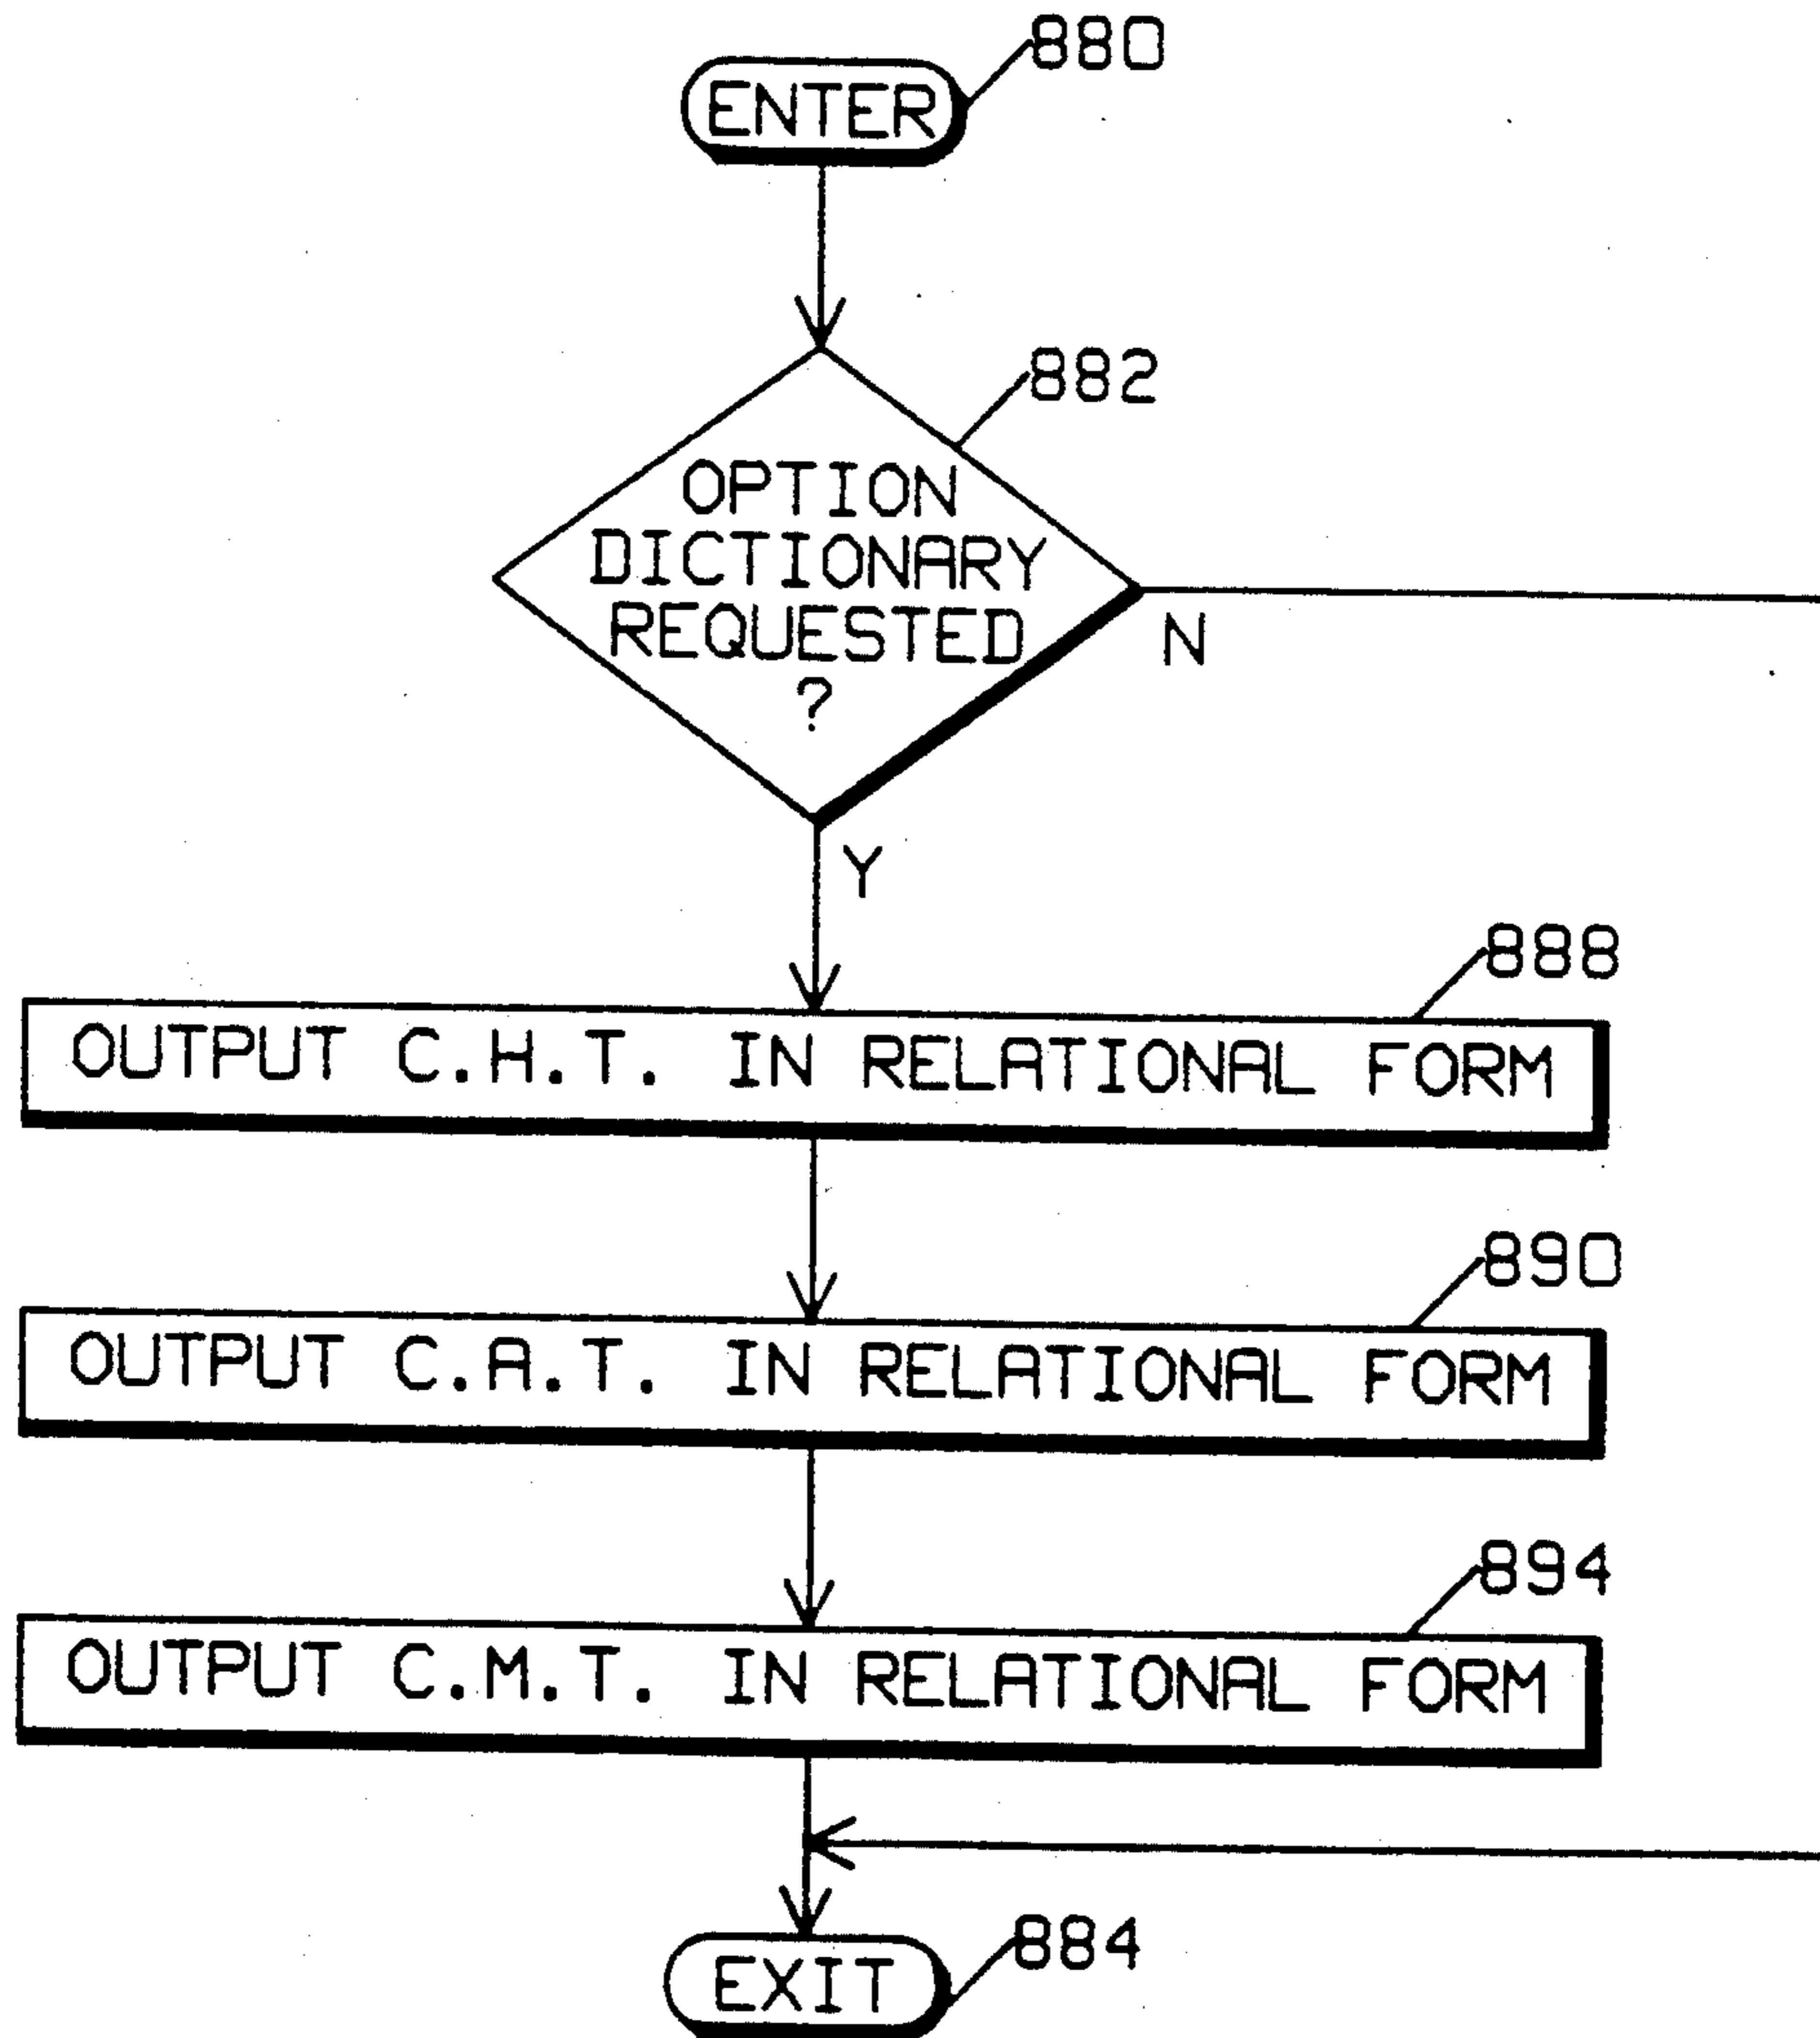 880
ENTER
882
OPTION
DICTIONARY
REQUESTED
?
N
Y
888
OUTPUT C.H.T. IN RELATIONAL FORM
890
OUTPUT C.A.T. IN RELATIONAL FORM
894
OUTPUT C.M.T. IN RELATIONAL FORM
884
EXIT